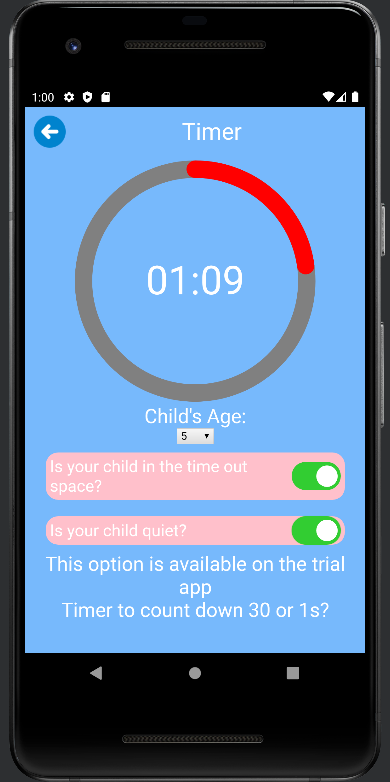 1:00
Timer
01:09
Child's Age:
5
Is your child in the time out
space?
Is your child quiet?
This option is available on the trial
app
Timer to count down 30 or 1s?